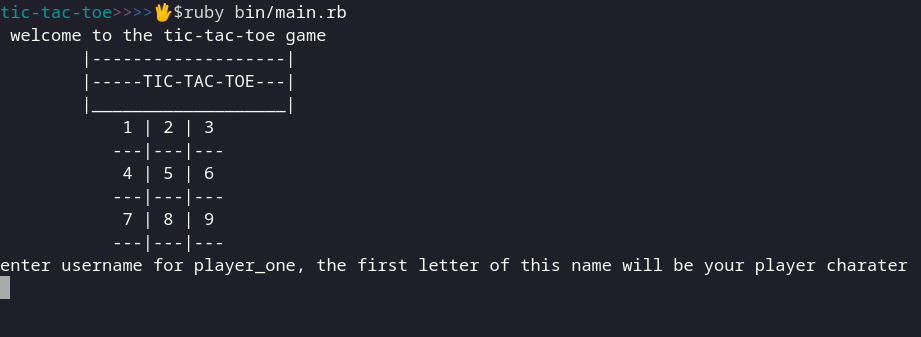 tic-tac-toe>>>>🖖$ruby bin/main.rb
 welcome to the tic-tac-toe game
        |-------------------|
        |-----TIC-TAC-TOE---|
        |___________________|
            1 | 2 | 3
           ---|---|---
            4 | 5 | 6
           ---|---|---
            7 | 8 | 9
           ---|---|---
enter username for player_one, the first letter of this name will be your player charater